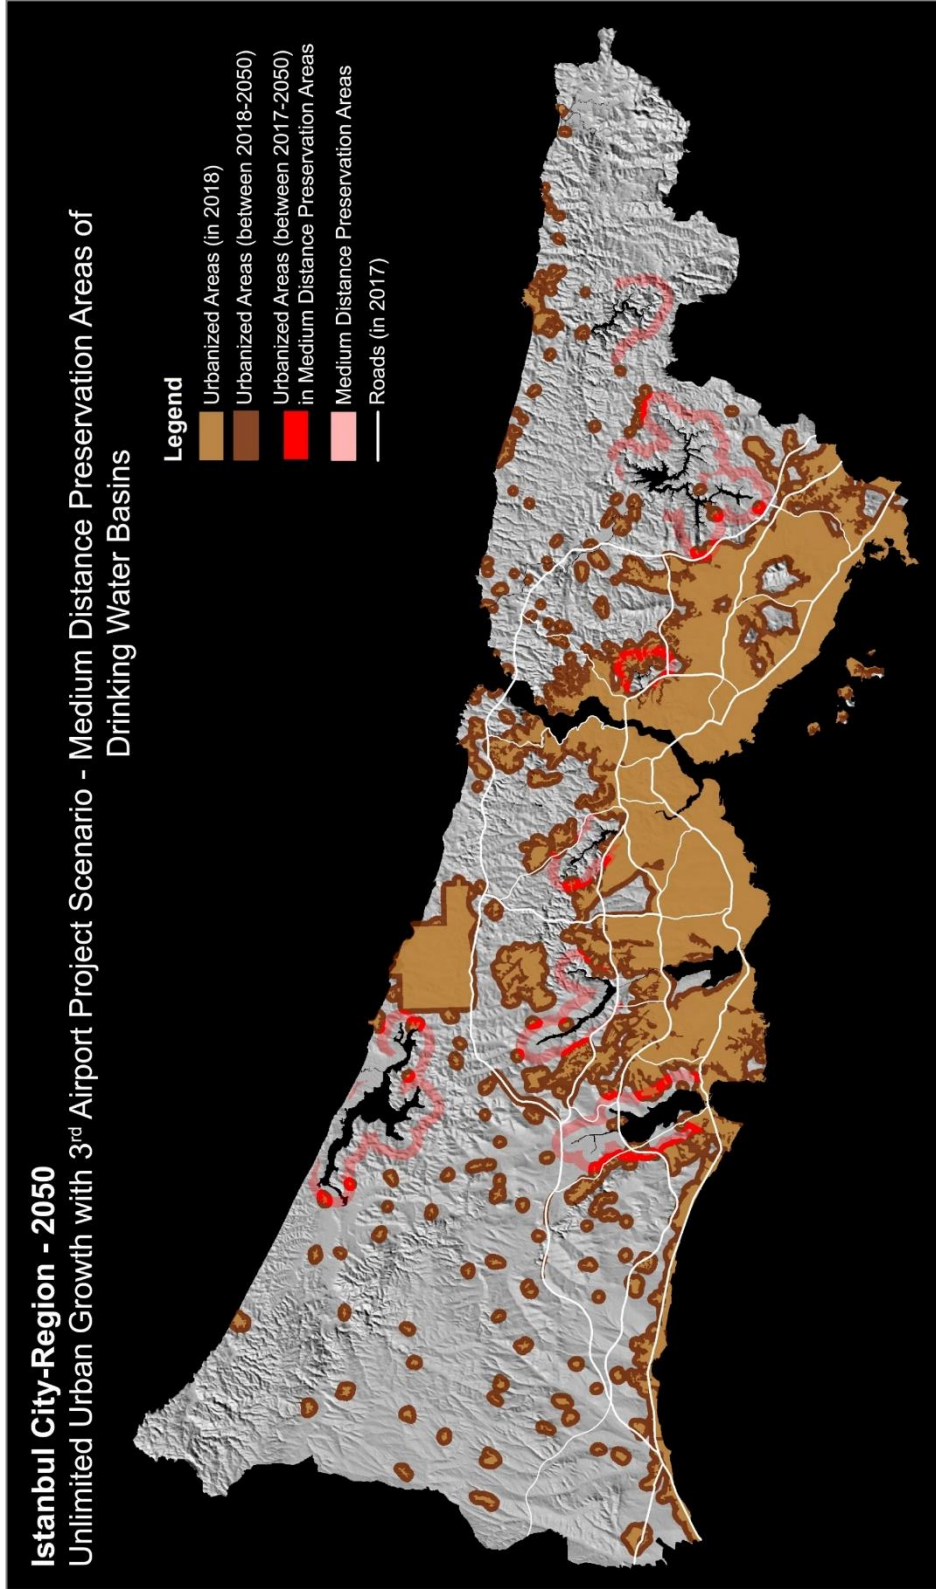 Istanbul City-Region - 2050
Unlimited Urban Growth with 3rd Airport Project Scenario - Medium Distance Preservation Areas of
Drinking Water Basins
Legend
Urbanized Areas (in 2018)
Urbanized Areas (between 2018-2050)
Urbanized Areas (between 2017-2050)
in Medium Distance Preservation Areas
Medium Distance Preservation Areas
Roads (in 2017)